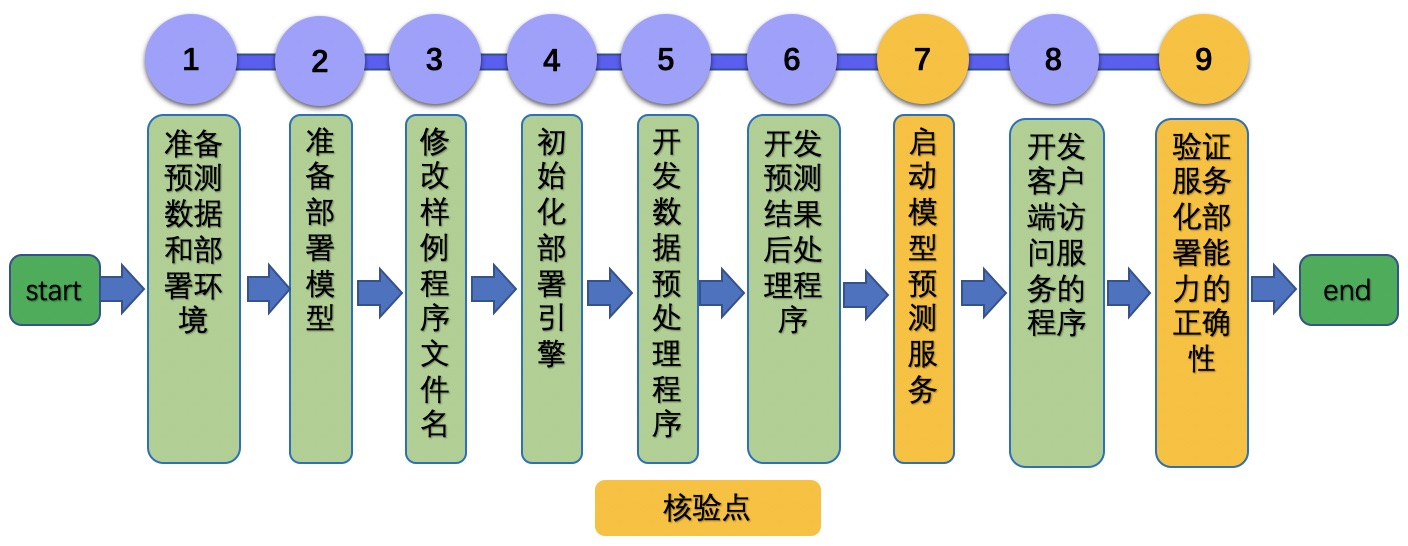 1
2
3
4
5
6
7
8
9
start
准备
预测
数据
和部
署环
境
准
备
部
署
模
型
修
改
样
例
程
序
文
件
名
初
始
化
部
署
引
擎
开
发
数
据
预
处
理
程
序
开发
预测
结果
后处
理程
序
启
动
模
型
预
测
服
务
开发
客户
端访
问服
务的
程序
验证
服务
化部
署能
力的
正确
性
end
核验点